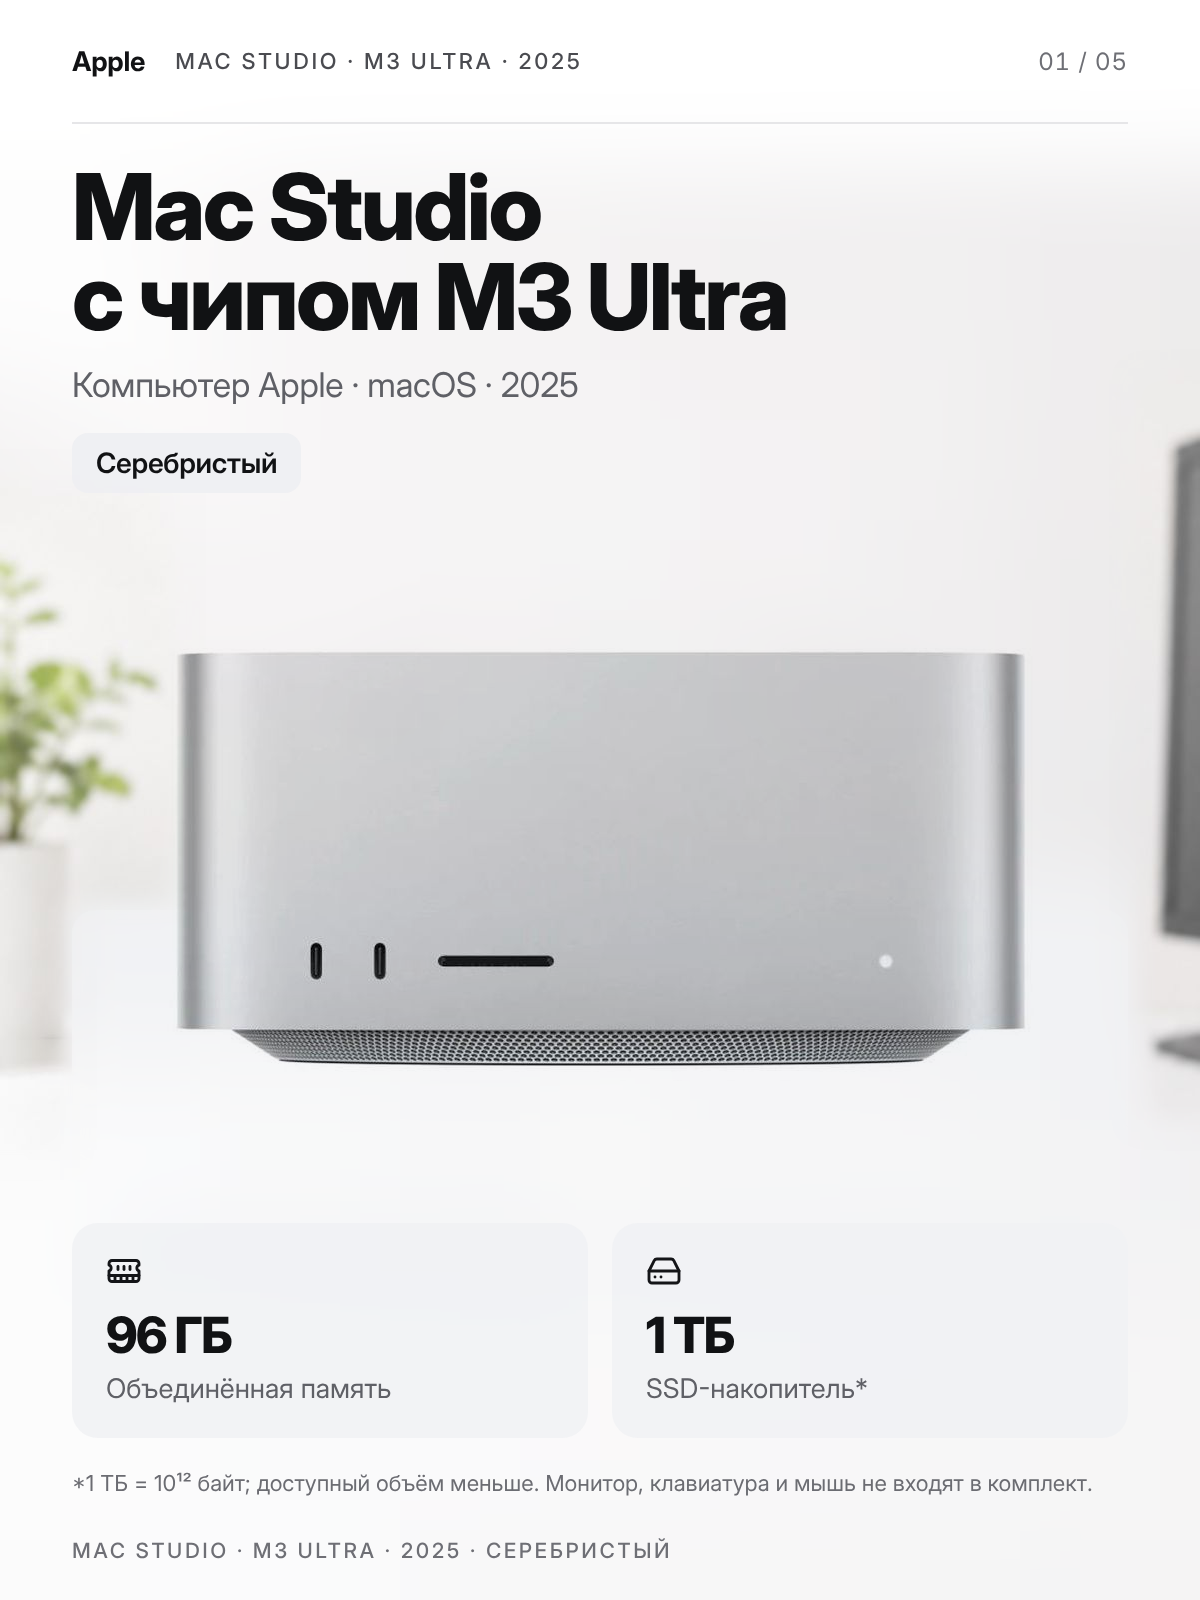 Apple MAC STUDIO · M3 ULTRA · 2025 01 / 05
Mac Studio
с чипом M3 Ultra
Компьютер Apple · macOS · 2025
Серебристый
96 ГБ
Объединённая память
1 ТБ
SSD-накопитель*
*1 ТБ = 10¹² байт; доступный объём меньше. Монитор, клавиатура и мышь не входят в комплект.
MAC STUDIO · M3 ULTRA · 2025 · СЕРЕБРИСТЫЙ